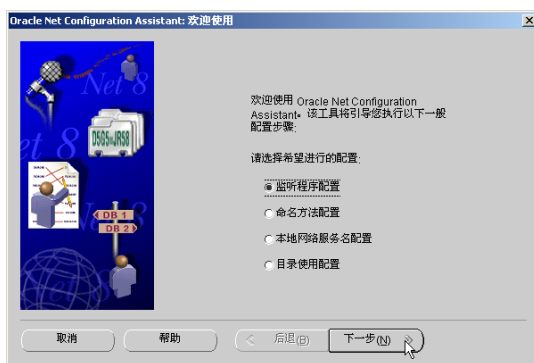 Oracle Net Configuration Assistant: 欢迎使用
Net 8
et 8
DSGS-JR58
DB 1
DB 2
欢迎使用 Oracle Net Configuration
Assistant。该工具将引导您执行以下一般
配置步骤:
请选择希望进行的配置:
监听程序配置
命名方法配置
本地网络服务名配置
目录使用配置
取消
帮助
后退(B)
下一步(N)